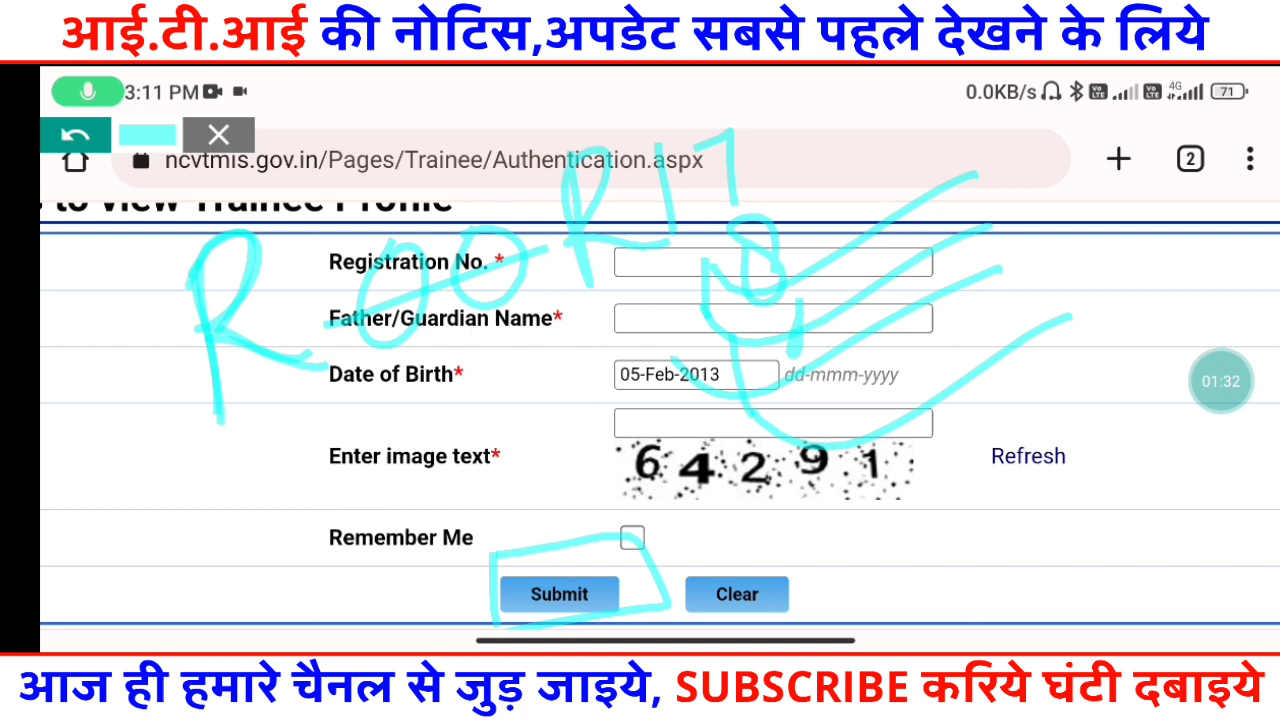 आई.टी.आई की नोटिस,अपडेट सबसे पहले देखने के लिये
3:11 PM 0.0KB/s 4G 71
ncvtmis.gov.in/Pages/Trainee/Authentication.aspx 2
to view Trainee Profile
Registration No. *
Father/Guardian Name*
Date of Birth* 05-Feb-2013 dd-mmm-yyyy
01:32
Enter image text* 64291 Refresh
Remember Me
Submit Clear
आज ही हमारे चैनल से जुड़ जाइये, SUBSCRIBE करिये घंटी दबाइये